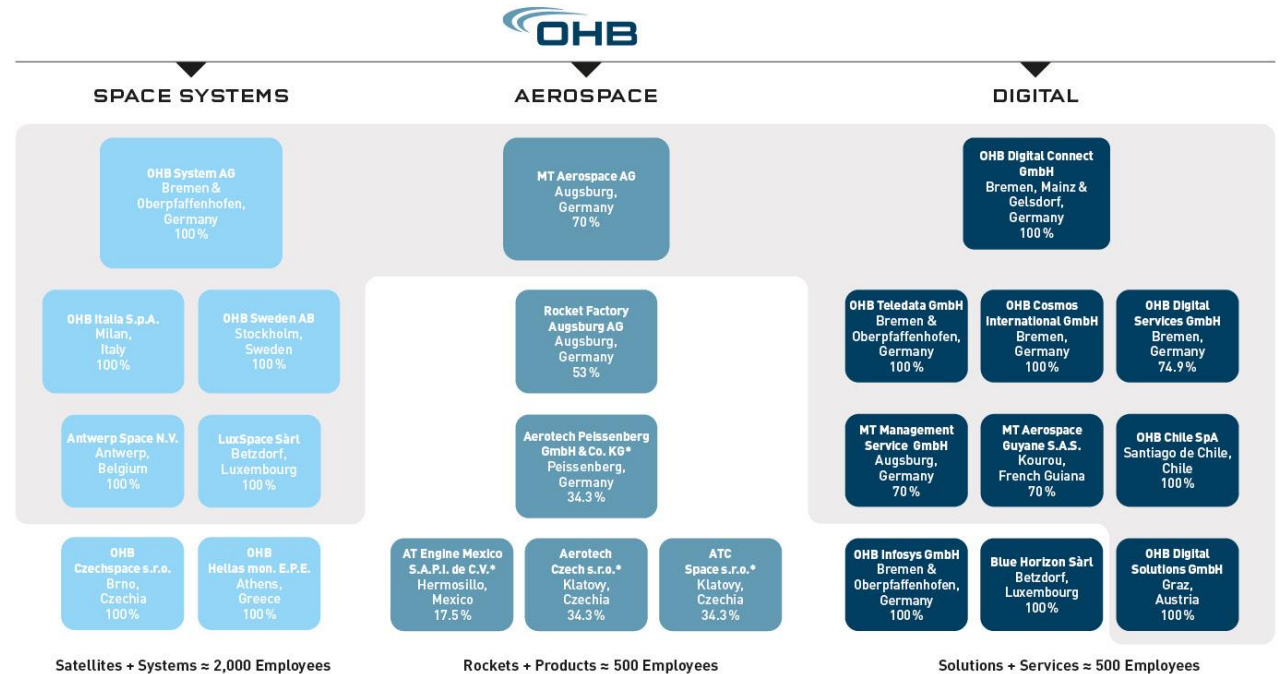 OHB
SPACE SYSTEMS
AEROSPACE
DIGITAL
OHB System AG
Bremen &
Oberpfaffenhofen,
Germany
100 %
MT Aerospace AG
Augsburg,
Germany
70 %
OHB Digital Connect
GmbH
Bremen, Mainz &
Gelsdorf,
Germany
100 %
OHB Italia S.p.A.
Milan,
Italy
100 %
OHB Sweden AB
Stockholm,
Sweden
100 %
Rocket Factory
Augsburg AG
Augsburg,
Germany
53 %
OHB Teledata GmbH
Bremen &
Oberpfaffenhofen,
Germany
100 %
OHB Cosmos
International GmbH
Bremen,
Germany
100 %
OHB Digital
Services GmbH
Bremen,
Germany
74.9 %
Antwerp Space N.V.
Antwerp,
Belgium
100 %
LuxSpace Sàrl
Betzdorf,
Luxembourg
100 %
Aerotech Peissenberg
GmbH & Co. KG*
Peissenberg,
Germany
34.3 %
MT Management
Service GmbH
Augsburg,
Germany
70 %
MT Aerospace
Guyane S.A.S.
Kourou,
French Guiana
70 %
OHB Chile SpA
Santiago de Chile,
Chile
100 %
OHB
Czechspace s.r.o.
Brno,
Czechia
100 %
OHB
Hellas mon. E.P.E.
Athens,
Greece
100 %
AT Engine Mexico
S.A.P.I. de C.V.*
Hermosillo,
Mexico
17.5 %
Aerotech
Czech s.r.o.*
Klatovy,
Czechia
34.3 %
ATC
Space s.r.o.*
Klatovy,
Czechia
34.3 %
OHB Infosys GmbH
Bremen &
Oberpfaffenhofen,
Germany
100 %
Blue Horizon Sàrl
Betzdorf,
Luxembourg
100 %
OHB Digital
Solutions GmbH
Graz,
Austria
100 %
Satellites + Systems ≈ 2,000 Employees
Rockets + Products ≈ 500 Employees
Solutions + Services ≈ 500 Employees